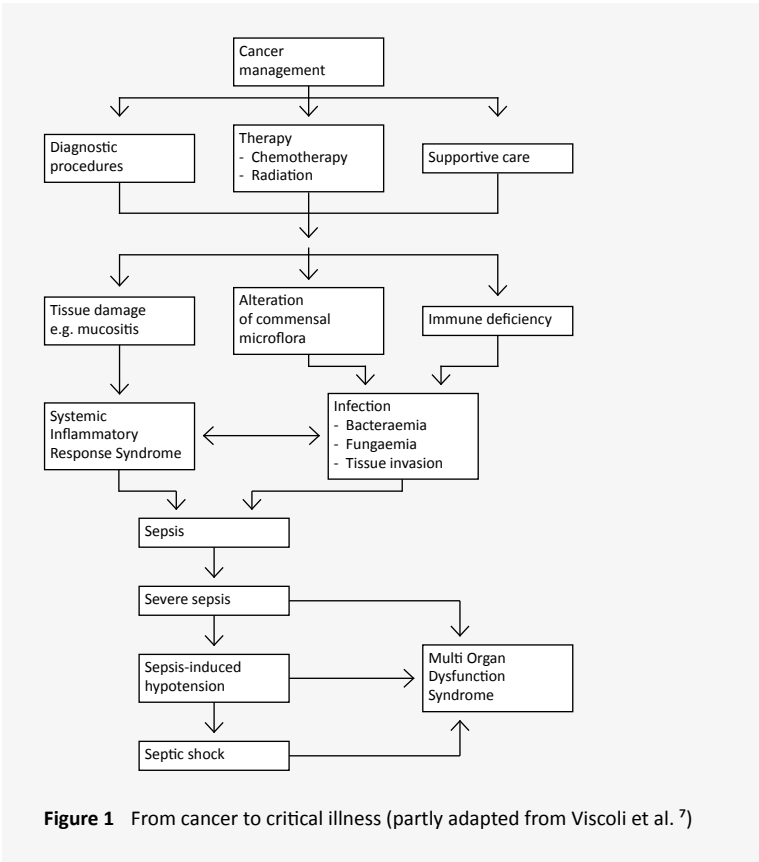 Cancer
management
Diagnostic
procedures
Therapy
- Chemotherapy
- Radiation
Supportive care
Tissue damage
e.g. mucositis
Alteration
of commensal
microflora
Immune deficiency
Systemic
Inflammatory
Response Syndrome
Infection
- Bacteraemia
- Fungaemia
- Tissue invasion
Sepsis
Severe sepsis
Sepsis-induced
hypotension
Multi Organ
Dysfunction
Syndrome
Septic shock
Figure 1 From cancer to critical illness (partly adapted from Viscoli et al. ⁷)